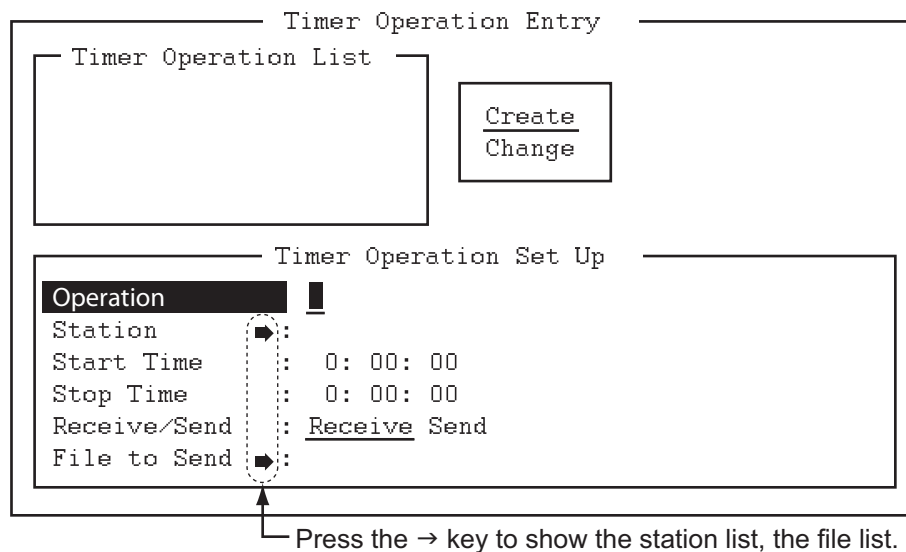 Timer Operation Entry
Timer Operation List
Create
Change
Timer Operation Set Up
Operation
Station ➡:
Start Time : 0: 00: 00
Stop Time : 0: 00: 00
Receive/Send : Receive Send
File to Send ➡:
Press the → key to show the station list, the file list.